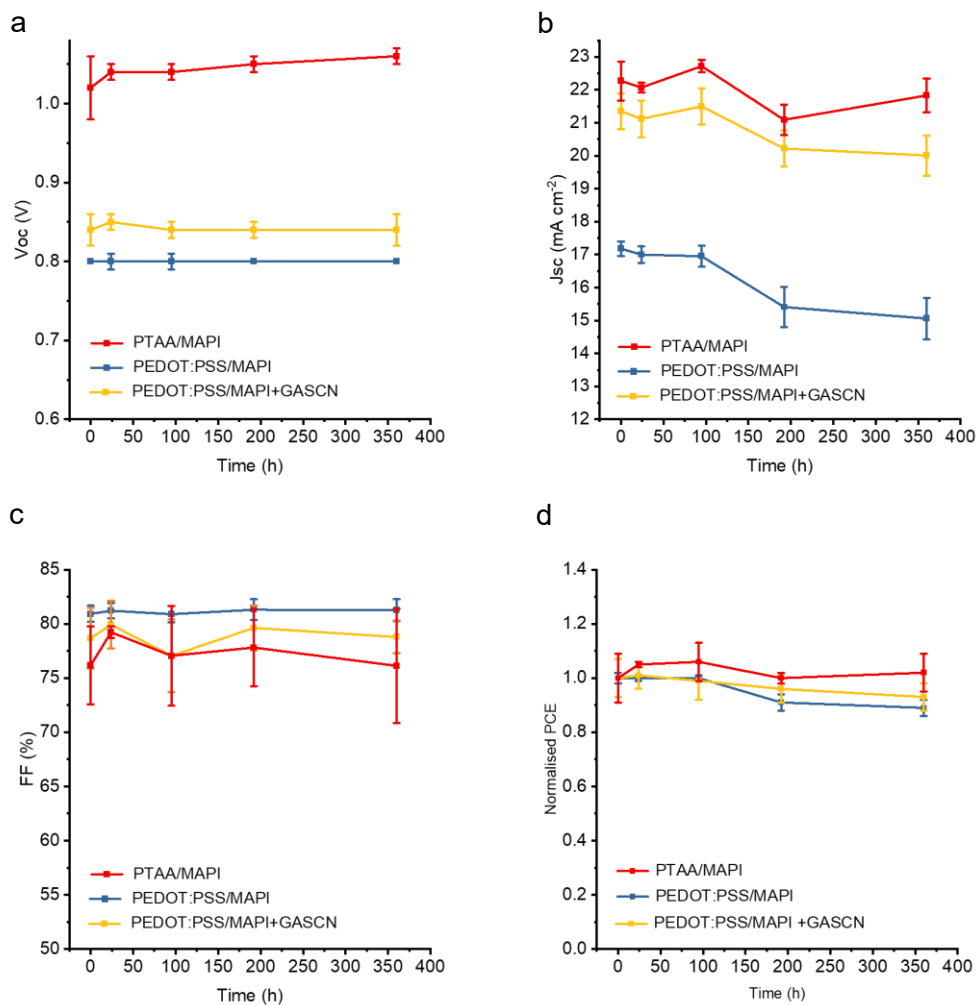 a
1.0
0.9
0.8
0.7
0.6
Voc (V)
PTAA/MAPI
PEDOT:PSS/MAPI
PEDOT:PSS/MAPI+GASCN
0 50 100 150 200 250 300 350 400
Time (h)
b
23
22
21
20
19
18
17
16
15
14
13
12
Jsc (mA cm⁻²)
PTAA/MAPI
PEDOT:PSS/MAPI
PEDOT:PSS/MAPI+GASCN
0 50 100 150 200 250 300 350 400
Time (h)
c
85
80
75
70
65
60
55
50
FF (%)
PTAA/MAPI
PEDOT:PSS/MAPI
PEDOT:PSS/MAPI+GASCN
0 50 100 150 200 250 300 350 400
Time (h)
d
1.4
1.2
1.0
0.8
0.6
0.4
0.2
0.0
Normalised PCE
PTAA/MAPI
PEDOT:PSS/MAPI
PEDOT:PSS/MAPI +GASCN
0 50 100 150 200 250 300 350 400
Time (h)